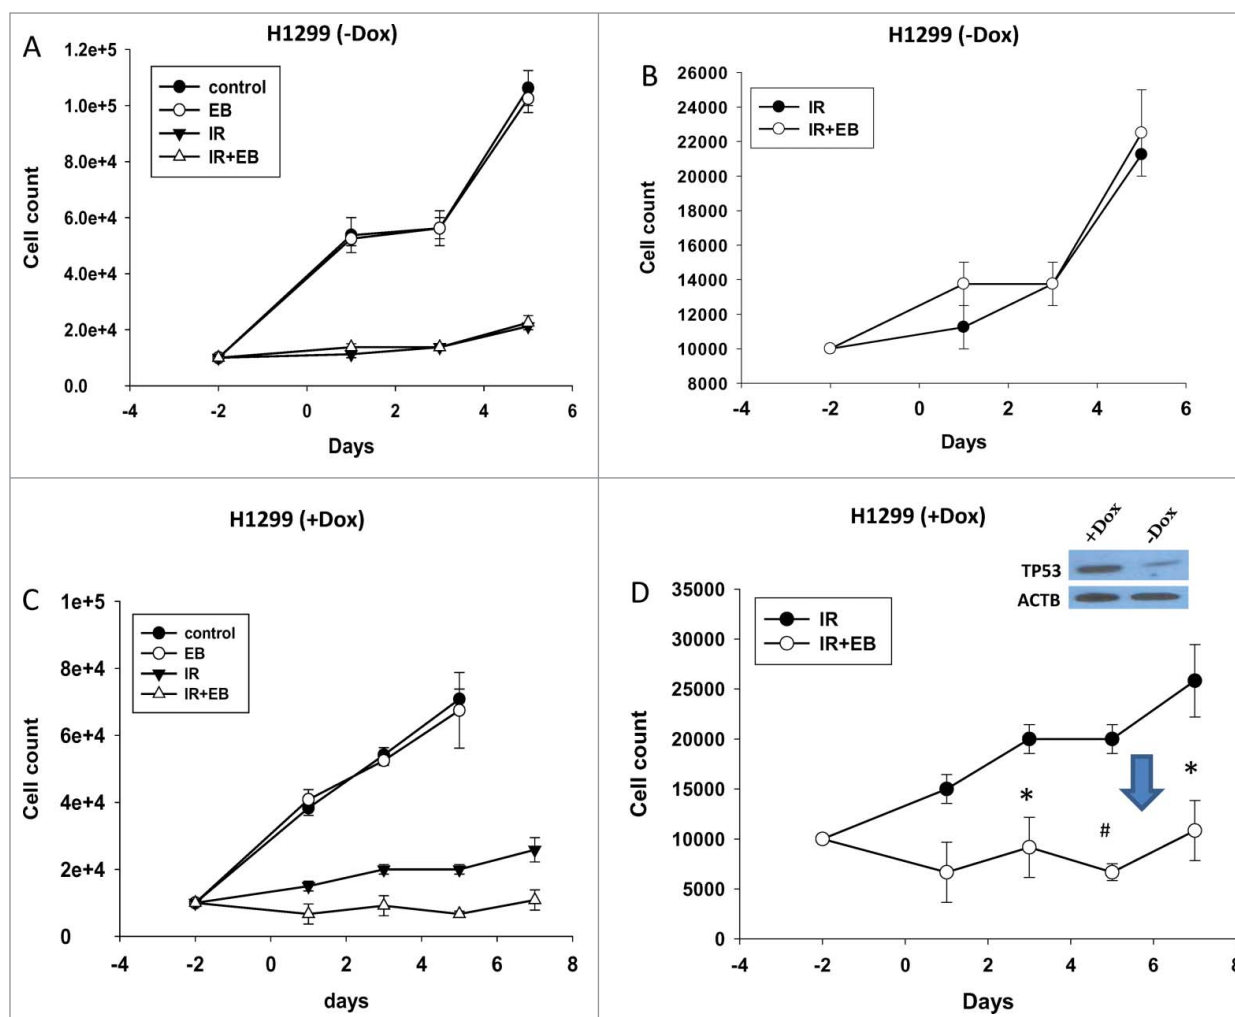 A
H1299 (-Dox)
1.2e+5
1.0e+5
8.0e+4
6.0e+4
4.0e+4
2.0e+4
0.0
Cell count
control
EB
IR
IR+EB
-4 -2 0 2 4 6
Days
B
H1299 (-Dox)
26000
24000
22000
20000
18000
16000
14000
12000
10000
8000
Cell count
IR
IR+EB
-4 -2 0 2 4 6
Days
C
H1299 (+Dox)
1e+5
8e+4
6e+4
4e+4
2e+4
0
Cell count
control
EB
IR
IR+EB
-4 -2 0 2 4 6 8
days
D
H1299 (+Dox)
+Dox -Dox
TP53
ACTB
35000
30000
25000
20000
15000
10000
5000
0
Cell count
IR
IR+EB
*
#
*
-4 -2 0 2 4 6 8
Days